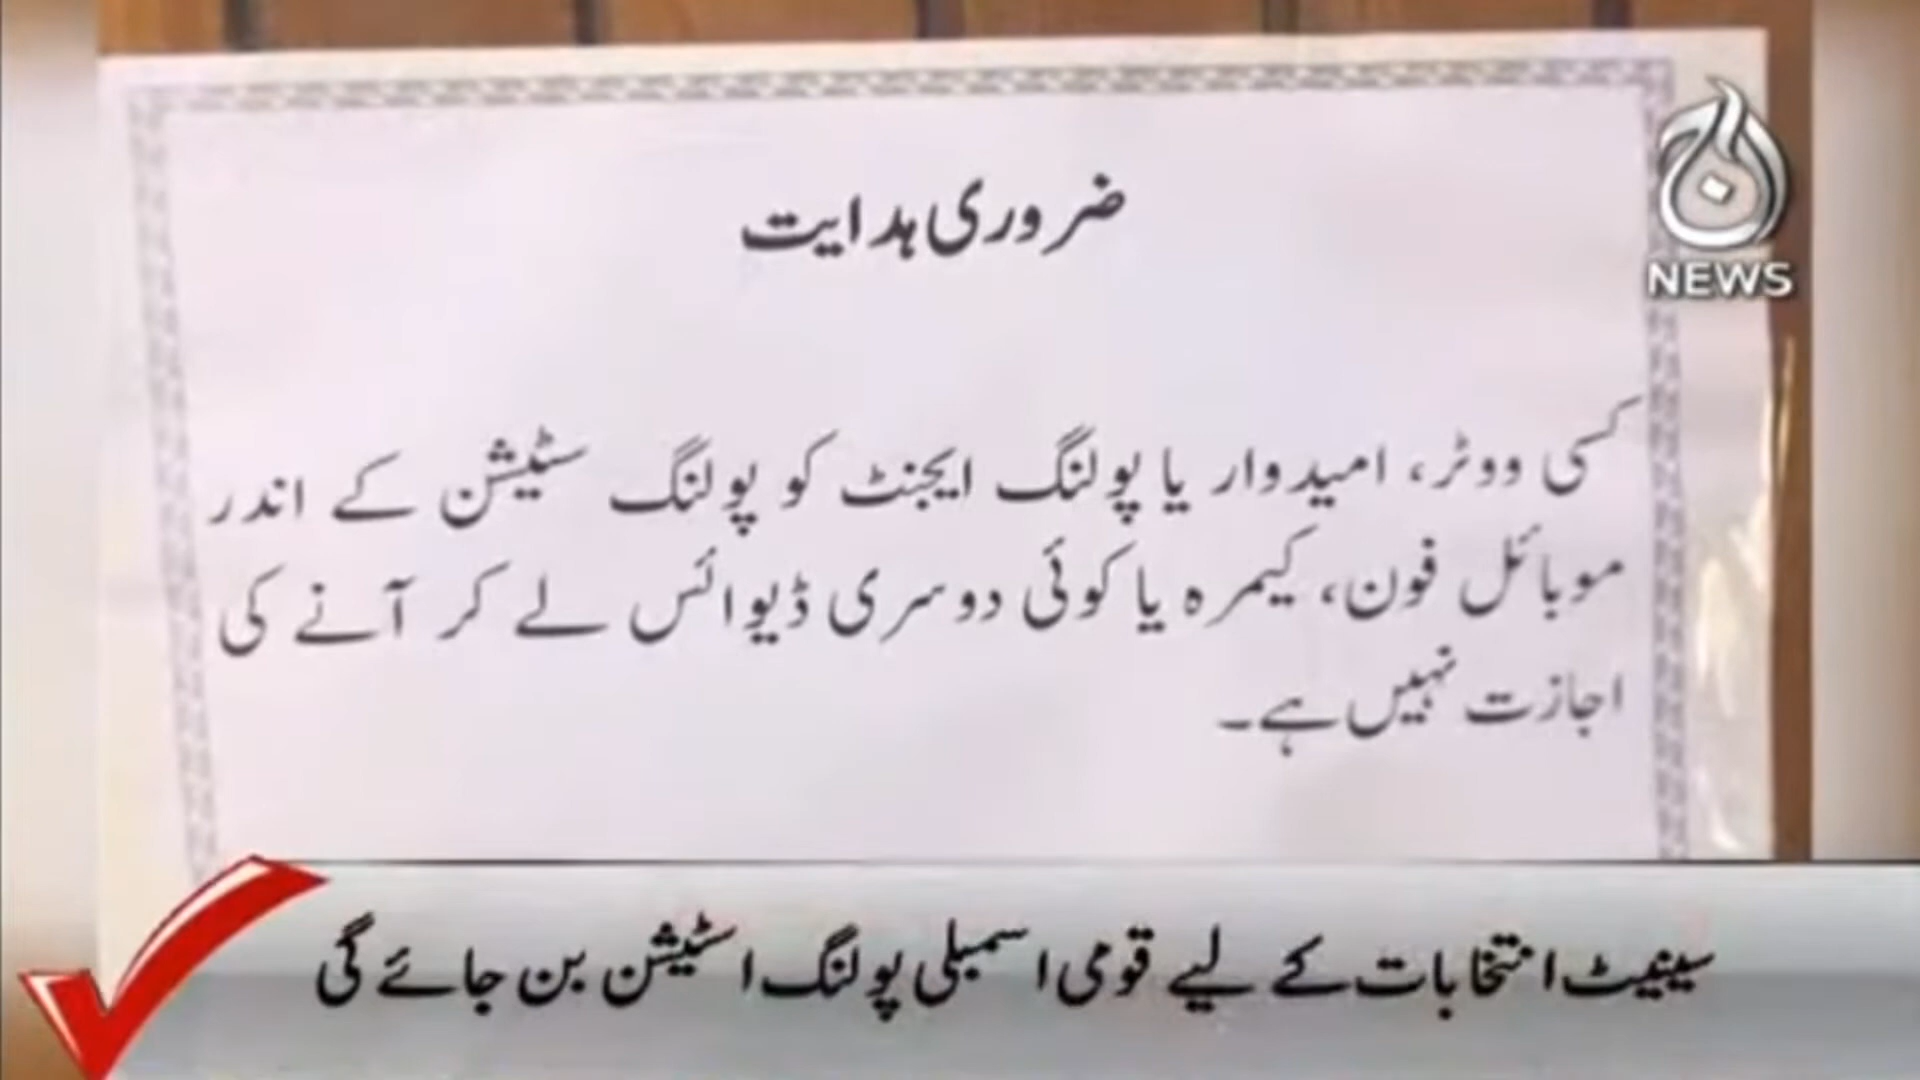 ضروری ہدایت
کسی ووٹر، امیدوار یا پولنگ ایجنٹ کو پولنگ سٹیشن کے اندر
موبائل فون، کیمرہ یا کوئی دوسری ڈیوائس لے کر آنے کی
اجازت نہیں ہے۔
NEWS
سینیٹ انتخابات کے لیے قومی اسمبلی پولنگ اسٹیشن بن جائے گی